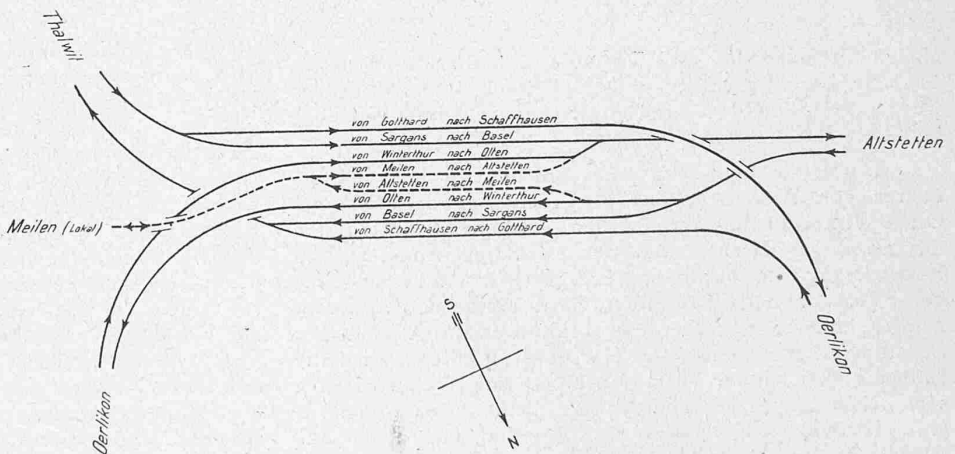 Thalwil
von Gotthard nach Schaffhausen
von Sargans nach Basel
von Winterthur nach Olten
von Meilen nach Altstetten
von Altstetten nach Meilen
von Olten nach Winterthur
von Basel nach Sargans
von Schaffhausen nach Gotthard
Altstetten
Meilen (Lokal)
Oerlikon
Oerlikon
S
N